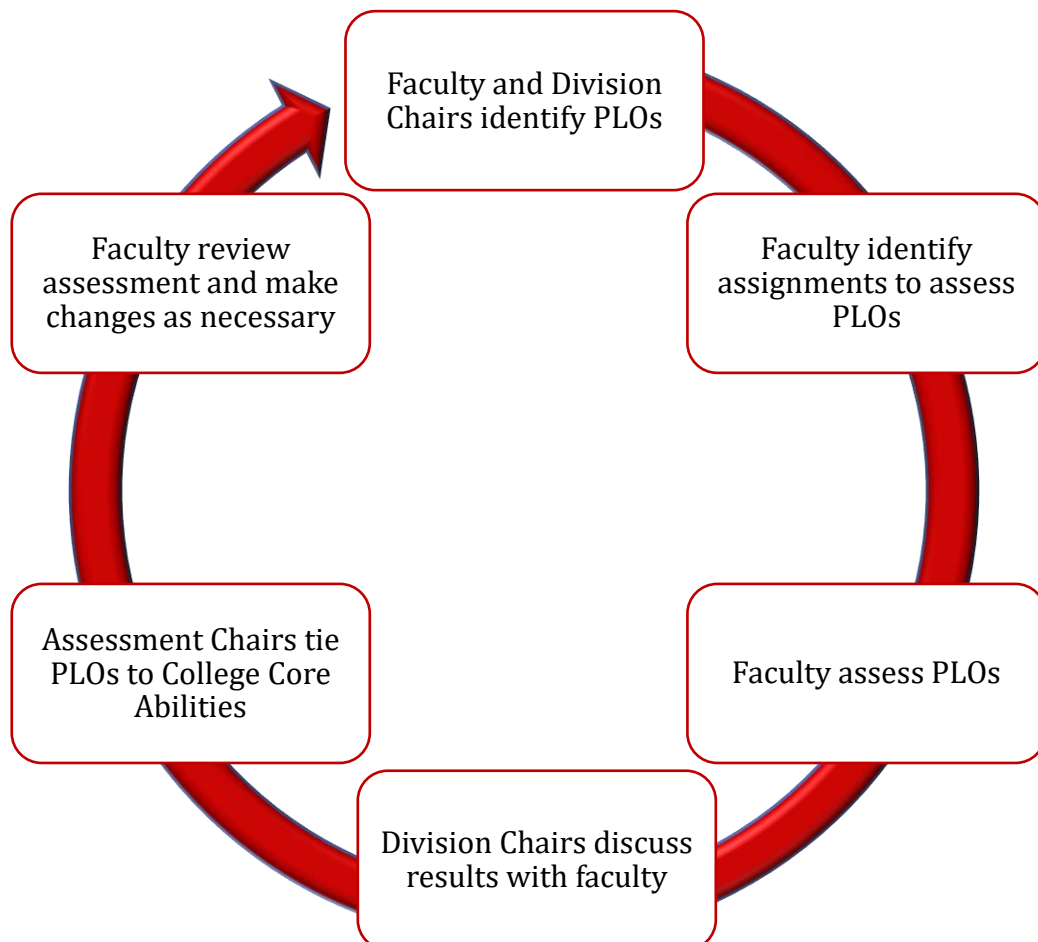 Faculty and Division
Chairs identify PLOs
Faculty identify
assignments to assess
PLOs
Faculty assess PLOs
Division Chairs discuss
results with faculty
Assessment Chairs tie
PLOs to College Core
Abilities
Faculty review
assessment and make
changes as necessary